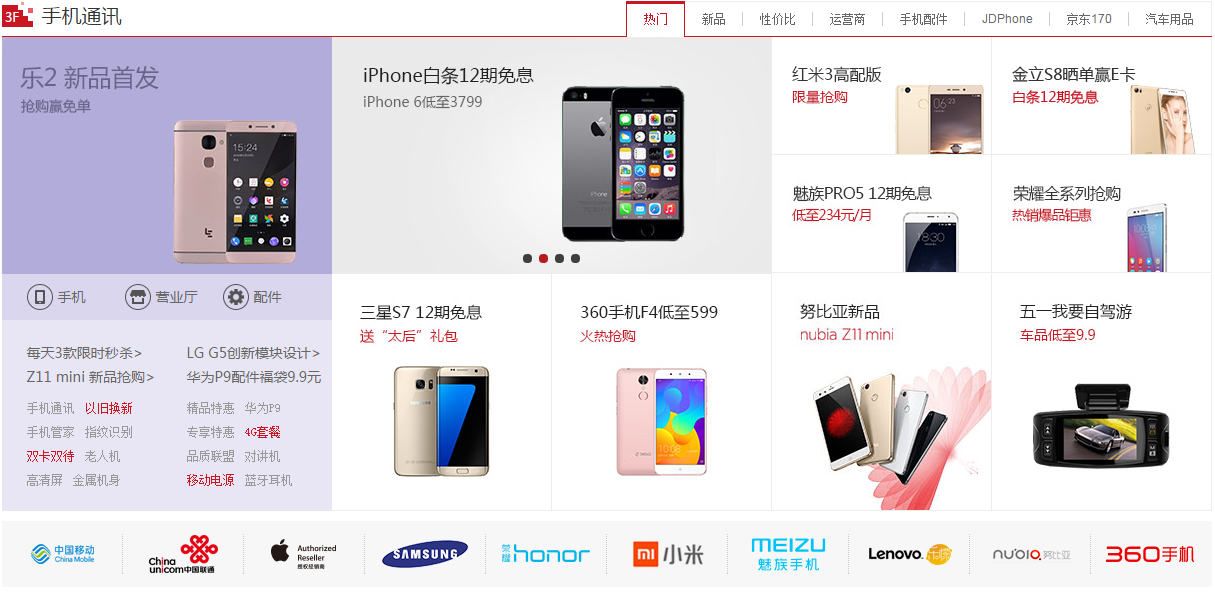 3F 手机通讯
热门 新品 性价比 运营商 手机配件 JDPhone 京东170 汽车用品
乐2 新品首发
抢购赢免单
15:24
iPhone白条12期免息
iPhone 6低至3799
iPhone
红米3高配版
限量抢购
06:23
金立S8晒单赢E卡
白条12期免息
魅族PRO5 12期免息
低至234元/月
荣耀全系列抢购
热销爆品钜惠
手机 营业厅 配件
每天3款限时秒杀>
LG G5创新模块设计>
Z11 mini 新品抢购>
华为P9配件福袋9.9元
手机通讯 以旧换新
精品特惠 华为P9
手机管家 指纹识别
专享特惠 4G套餐
双卡双待 老人机
品质联盟 对讲机
高清屏 金属机身
移动电源 蓝牙耳机
三星S7 12期免息
送“太后”礼包
360手机F4低至599
火热抢购
努比亚新品
nubia Z11 mini
五一我要自驾游
车品低至9.9
中国移动
China Mobile
China
unicom中国联通
Authorized
Reseller
授权经销商
SAMSUNG
荣耀 honor
mi 小米
MEIZU
魅族手机
Lenovo 乐檬
nubia 努比亚
360手机